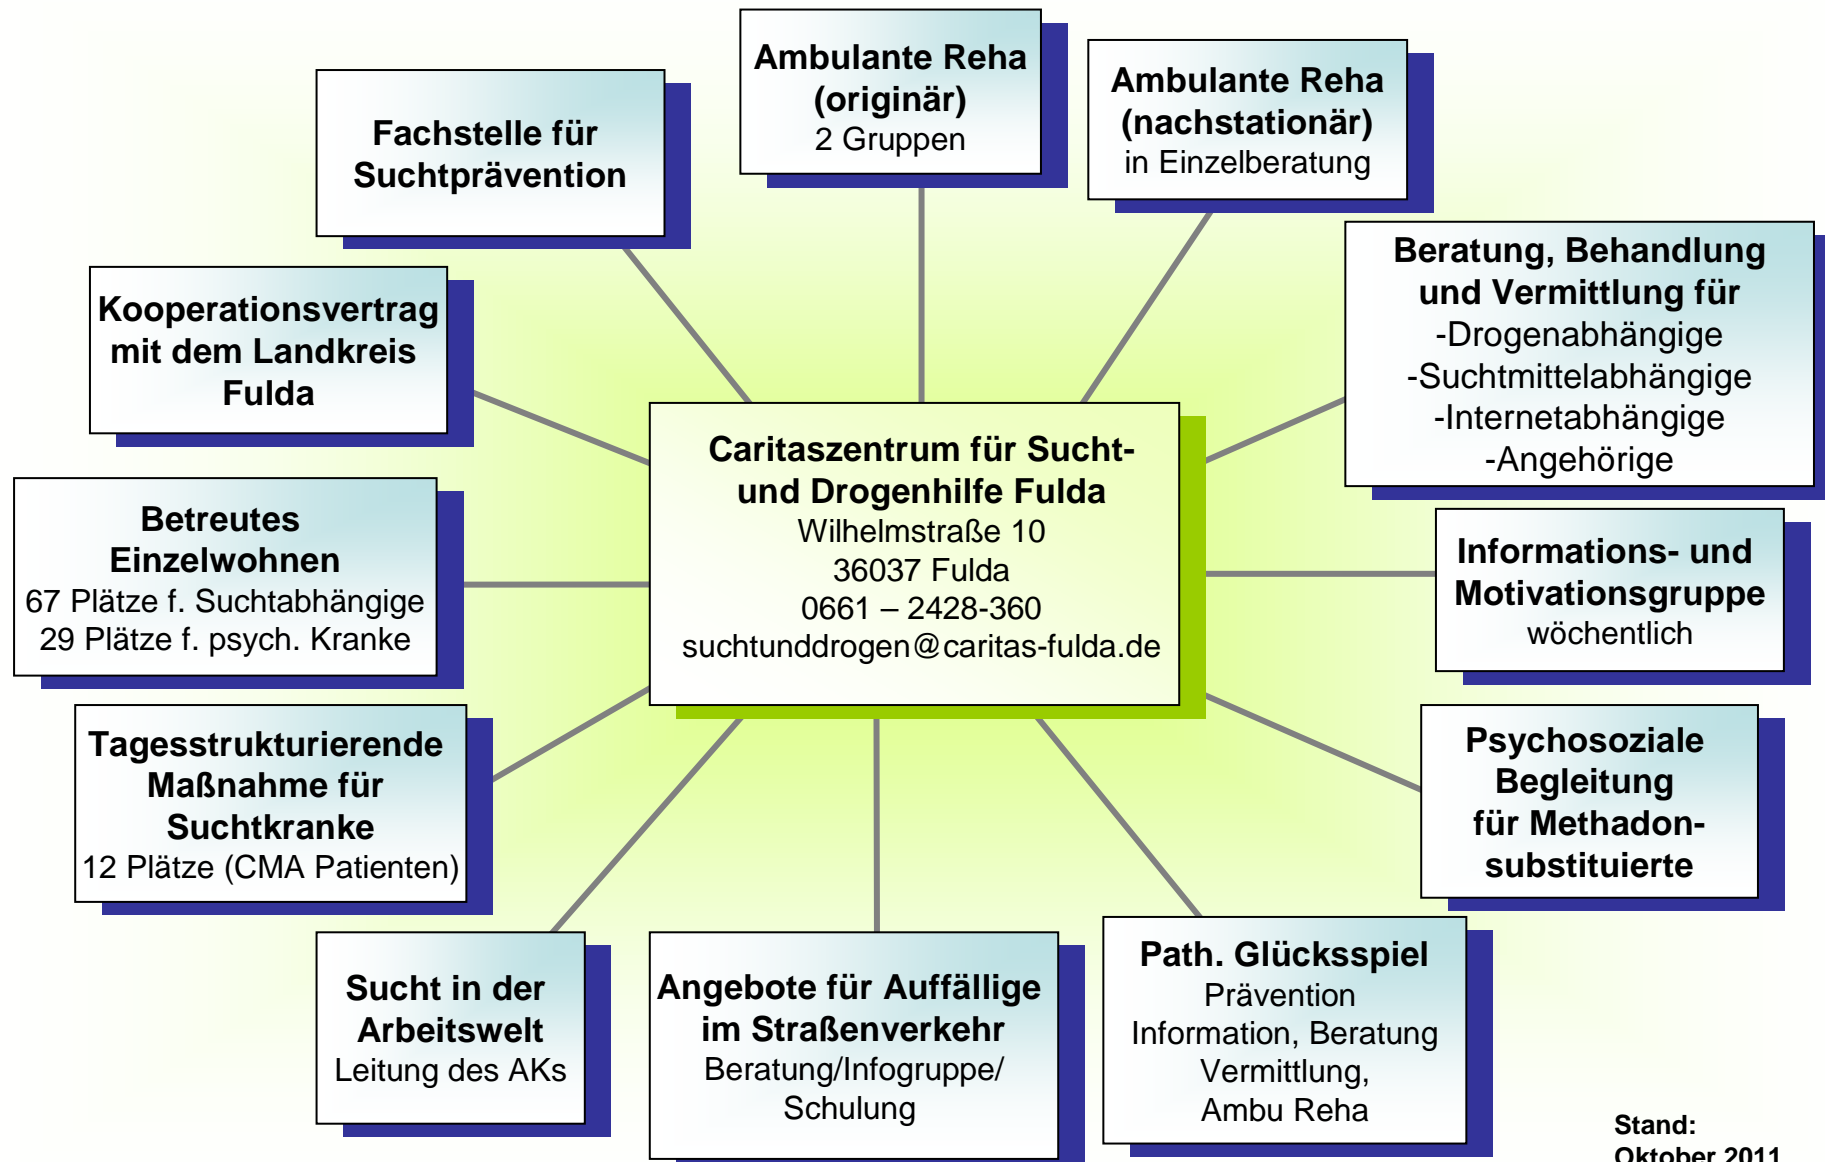 Ambulante Reha
(originär)
2 Gruppen
Ambulante Reha
(nachstationär)
in Einzelberatung
Fachstelle für
Suchtprävention
Beratung, Behandlung
und Vermittlung für
-Drogenabhängige
-Suchtmittelabhängige
-Internetabhängige
-Angehörige
Kooperationsvertrag
mit dem Landkreis
Fulda
Caritaszentrum für Sucht-
und Drogenhilfe Fulda
Wilhelmstraße 10
36037 Fulda
0661 – 2428-360
suchtunddrogen@caritas-fulda.de
Betreutes
Einzelwohnen
67 Plätze f. Suchtabhängige
29 Plätze f. psych. Kranke
Informations- und
Motivationsgruppe
wöchentlich
Tagesstrukturierende
Maßnahme für
Suchtkranke
12 Plätze (CMA Patienten)
Psychosoziale
Begleitung
für Methadon-
substituierte
Sucht in der
Arbeitswelt
Leitung des AKs
Angebote für Auffällige
im Straßenverkehr
Beratung/Infogruppe/
Schulung
Path. Glücksspiel
Prävention
Information, Beratung
Vermittlung,
Ambu Reha
Stand:
Oktober 2011